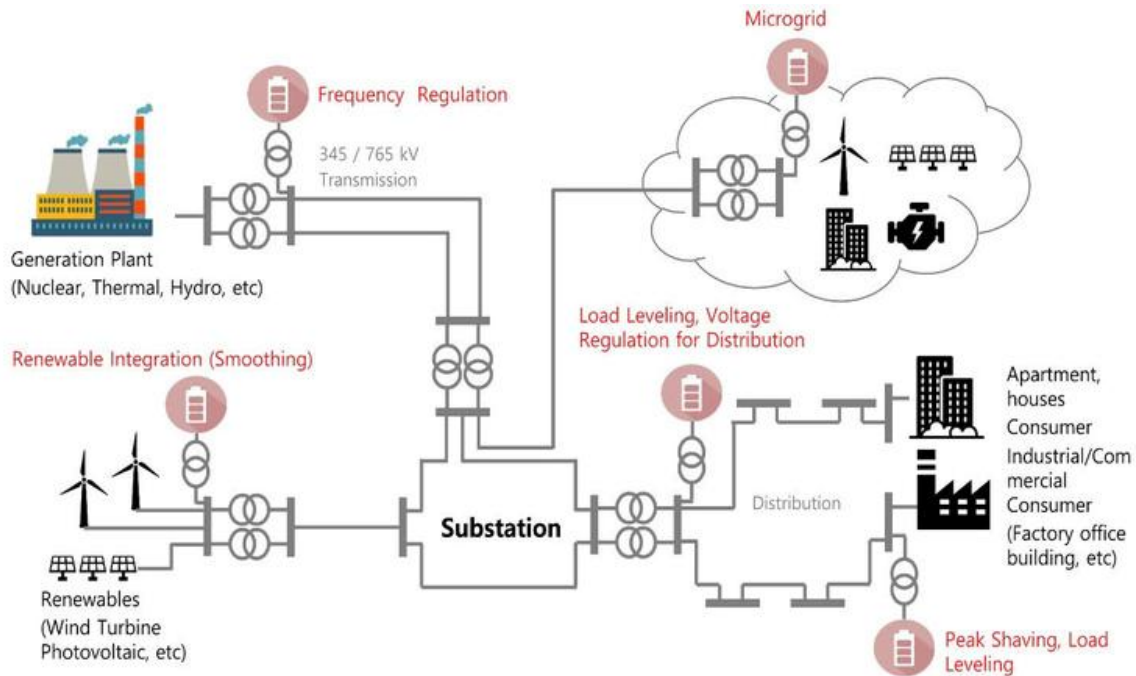 Microgrid
Frequency Regulation
345 / 765 kV
Transmission
Generation Plant
(Nuclear, Thermal, Hydro, etc)
Load Leveling, Voltage
Regulation for Distribution
Renewable Integration (Smoothing)
Apartment,
houses
Consumer
Industrial/Com
mercial
Consumer
(Factory office
building, etc)
Distribution
Substation
Renewables
(Wind Turbine
Photovoltaic, etc)
Peak Shaving, Load
Leveling